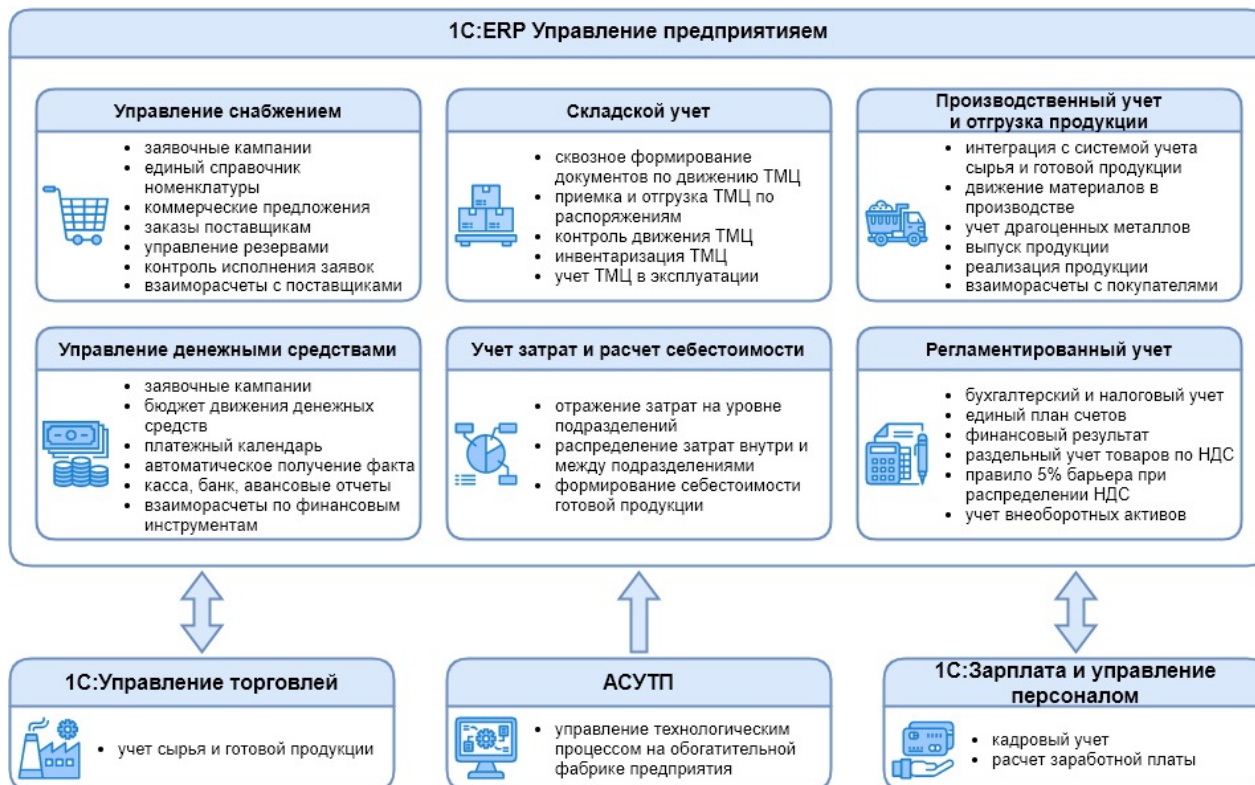 1С:ERP Управление предприятияем
Управление снабжением
• заявочные кампании
• единый справочник
номенклатуры
• коммерческие предложения
• заказы поставщикам
• управление резервами
• контроль исполнения заявок
• взаиморасчеты с поставщиками
Складской учет
• сквозное формирование
документов по движению ТМЦ
• приемка и отгрузка ТМЦ по
распоряжениям
• контроль движения ТМЦ
• инвентаризация ТМЦ
• учет ТМЦ в эксплуатации
Производственный учет
и отгрузка продукции
• интеграция с системой учета
сырья и готовой продукции
• движение материалов в
производстве
• учет драгоценных металлов
• выпуск продукции
• реализация продукции
• взаиморасчеты с покупателями
Управление денежными средствами
• заявочные кампании
• бюджет движения денежных
средств
• платежный календарь
• автоматическое получение факта
• касса, банк, авансовые отчеты
• взаиморасчеты по финансовым
инструментам
Учет затрат и расчет себестоимости
• отражение затрат на уровне
подразделений
• распределение затрат внутри и
между подразделениями
• формирование себестоимости
готовой продукции
Регламентированный учет
• бухгалтерский и налоговый учет
• единый план счетов
• финансовый результат
• раздельный учет товаров по НДС
• правило 5% барьера при
распределении НДС
• учет внеоборотных активов
1С:Управление торговлей
• учет сырья и готовой продукции
АСУТП
• управление технологическим
процессом на обогатительной
фабрике предприятия
1С:Зарплата и управление
персоналом
• кадровый учет
• расчет заработной платы